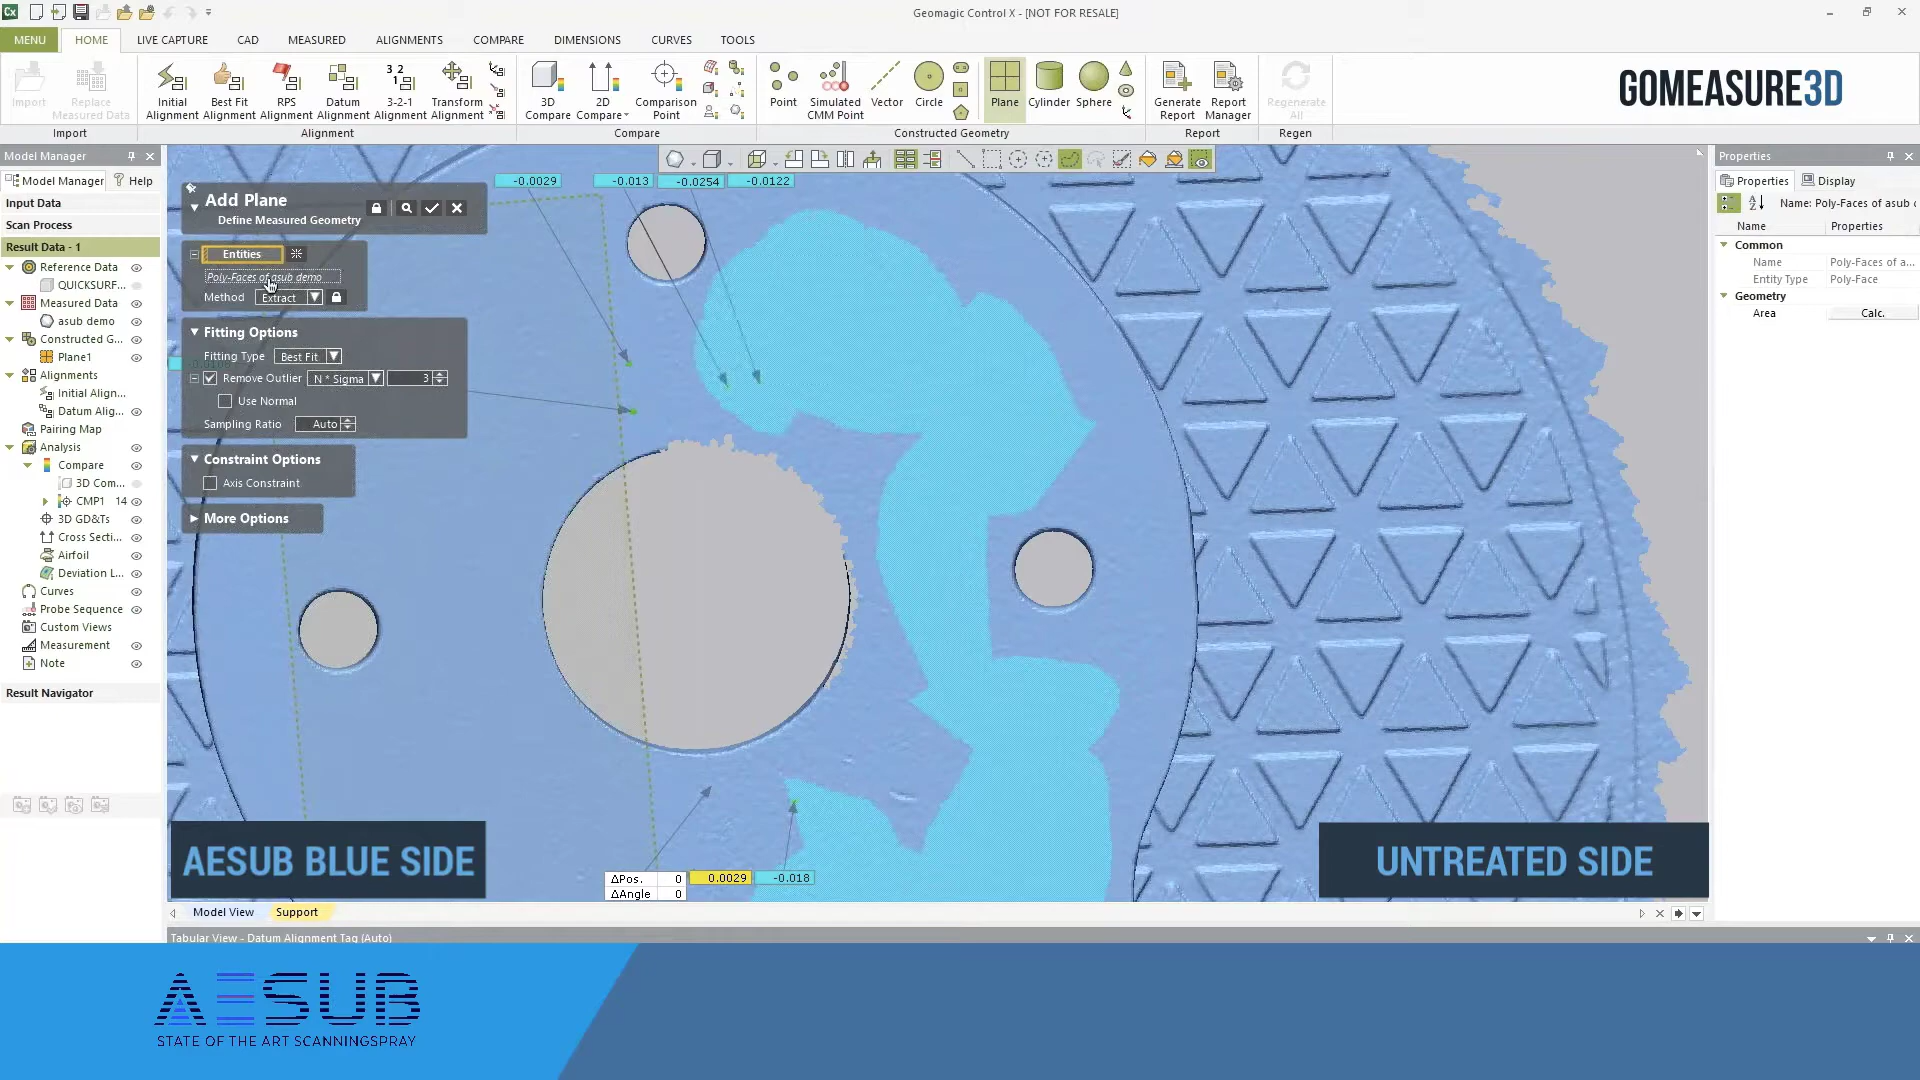 Cx
Geomagic Control X - [NOT FOR RESALE]
MENU
HOME
LIVE CAPTURE
CAD
MEASURED
ALIGNMENTS
COMPARE
DIMENSIONS
CURVES
TOOLS
Import
Replace Measured Data
Initial Alignment
Best Fit Alignment
RPS Alignment
Datum Alignment
3 2
1
3-2-1 Alignment
Transform Alignment
3D Compare
2D Compare
Comparison Point
Point
Simulated CMM Point
Vector
Circle
Plane
Cylinder
Sphere
Generate Report
Report Manager
Regenerate All
GOMEASURE3D
Import
Alignment
Compare
Constructed Geometry
Report
Regen
Model Manager
Model Manager
Help
Input Data
Scan Process
Result Data - 1
Reference Data
QUICKSURF...
Measured Data
asub demo
Constructed G...
Plane1
Alignments
Initial Align...
Datum Alig...
Pairing Map
Analysis
Compare
3D Com...
CMP1 14
3D GD&Ts
Cross Secti...
Airfoil
Deviation L...
Curves
Probe Sequence
Custom Views
Measurement
Note
Result Navigator
Add Plane
Define Measured Geometry
Entities
Poly-Faces of asub demo
Method Extract
Fitting Options
Fitting Type Best Fit
Remove Outlier N * Sigma 3
Use Normal
Sampling Ratio Auto
Constraint Options
Axis Constraint
More Options
-0.0029
-0.013
-0.0254
-0.0122
ΔPos. 0
ΔAngle 0
0.0029
-0.018
AESUB BLUE SIDE
UNTREATED SIDE
Model View
Support
Tabular View - Datum Alignment Tag (Auto)
Properties
Properties
Display
Name: Poly-Faces of asub
Name Properties
Common
Name Poly-Faces of a...
Entity Type Poly-Face
Geometry
Area Calc.
AESUB
STATE OF THE ART SCANNINGSPRAY